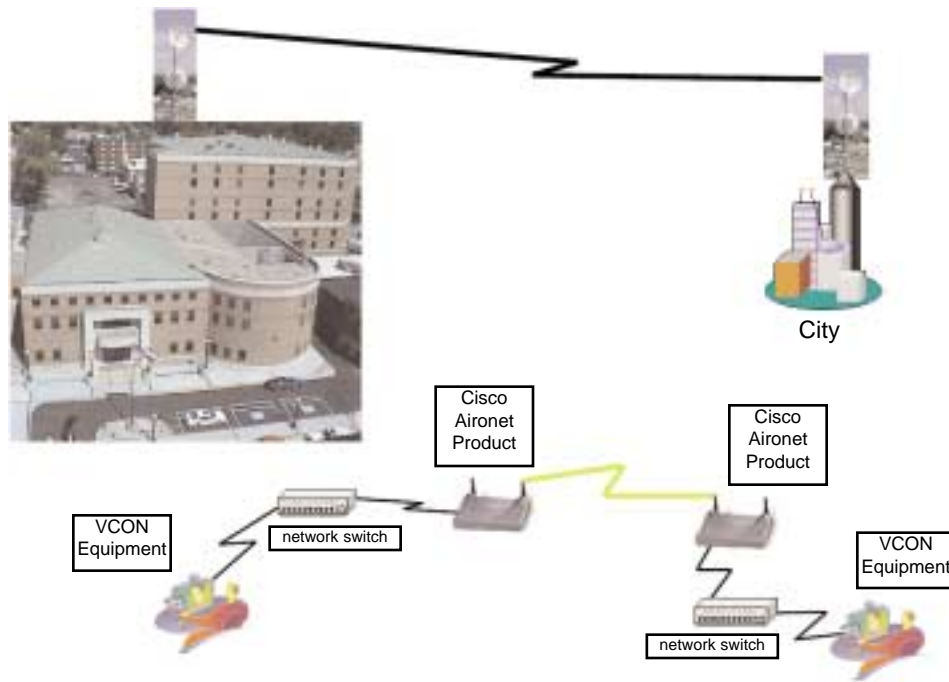 City
Cisco
Aironet
Product
Cisco
Aironet
Product
VCON
Equipment
network switch
VCON
Equipment
network switch